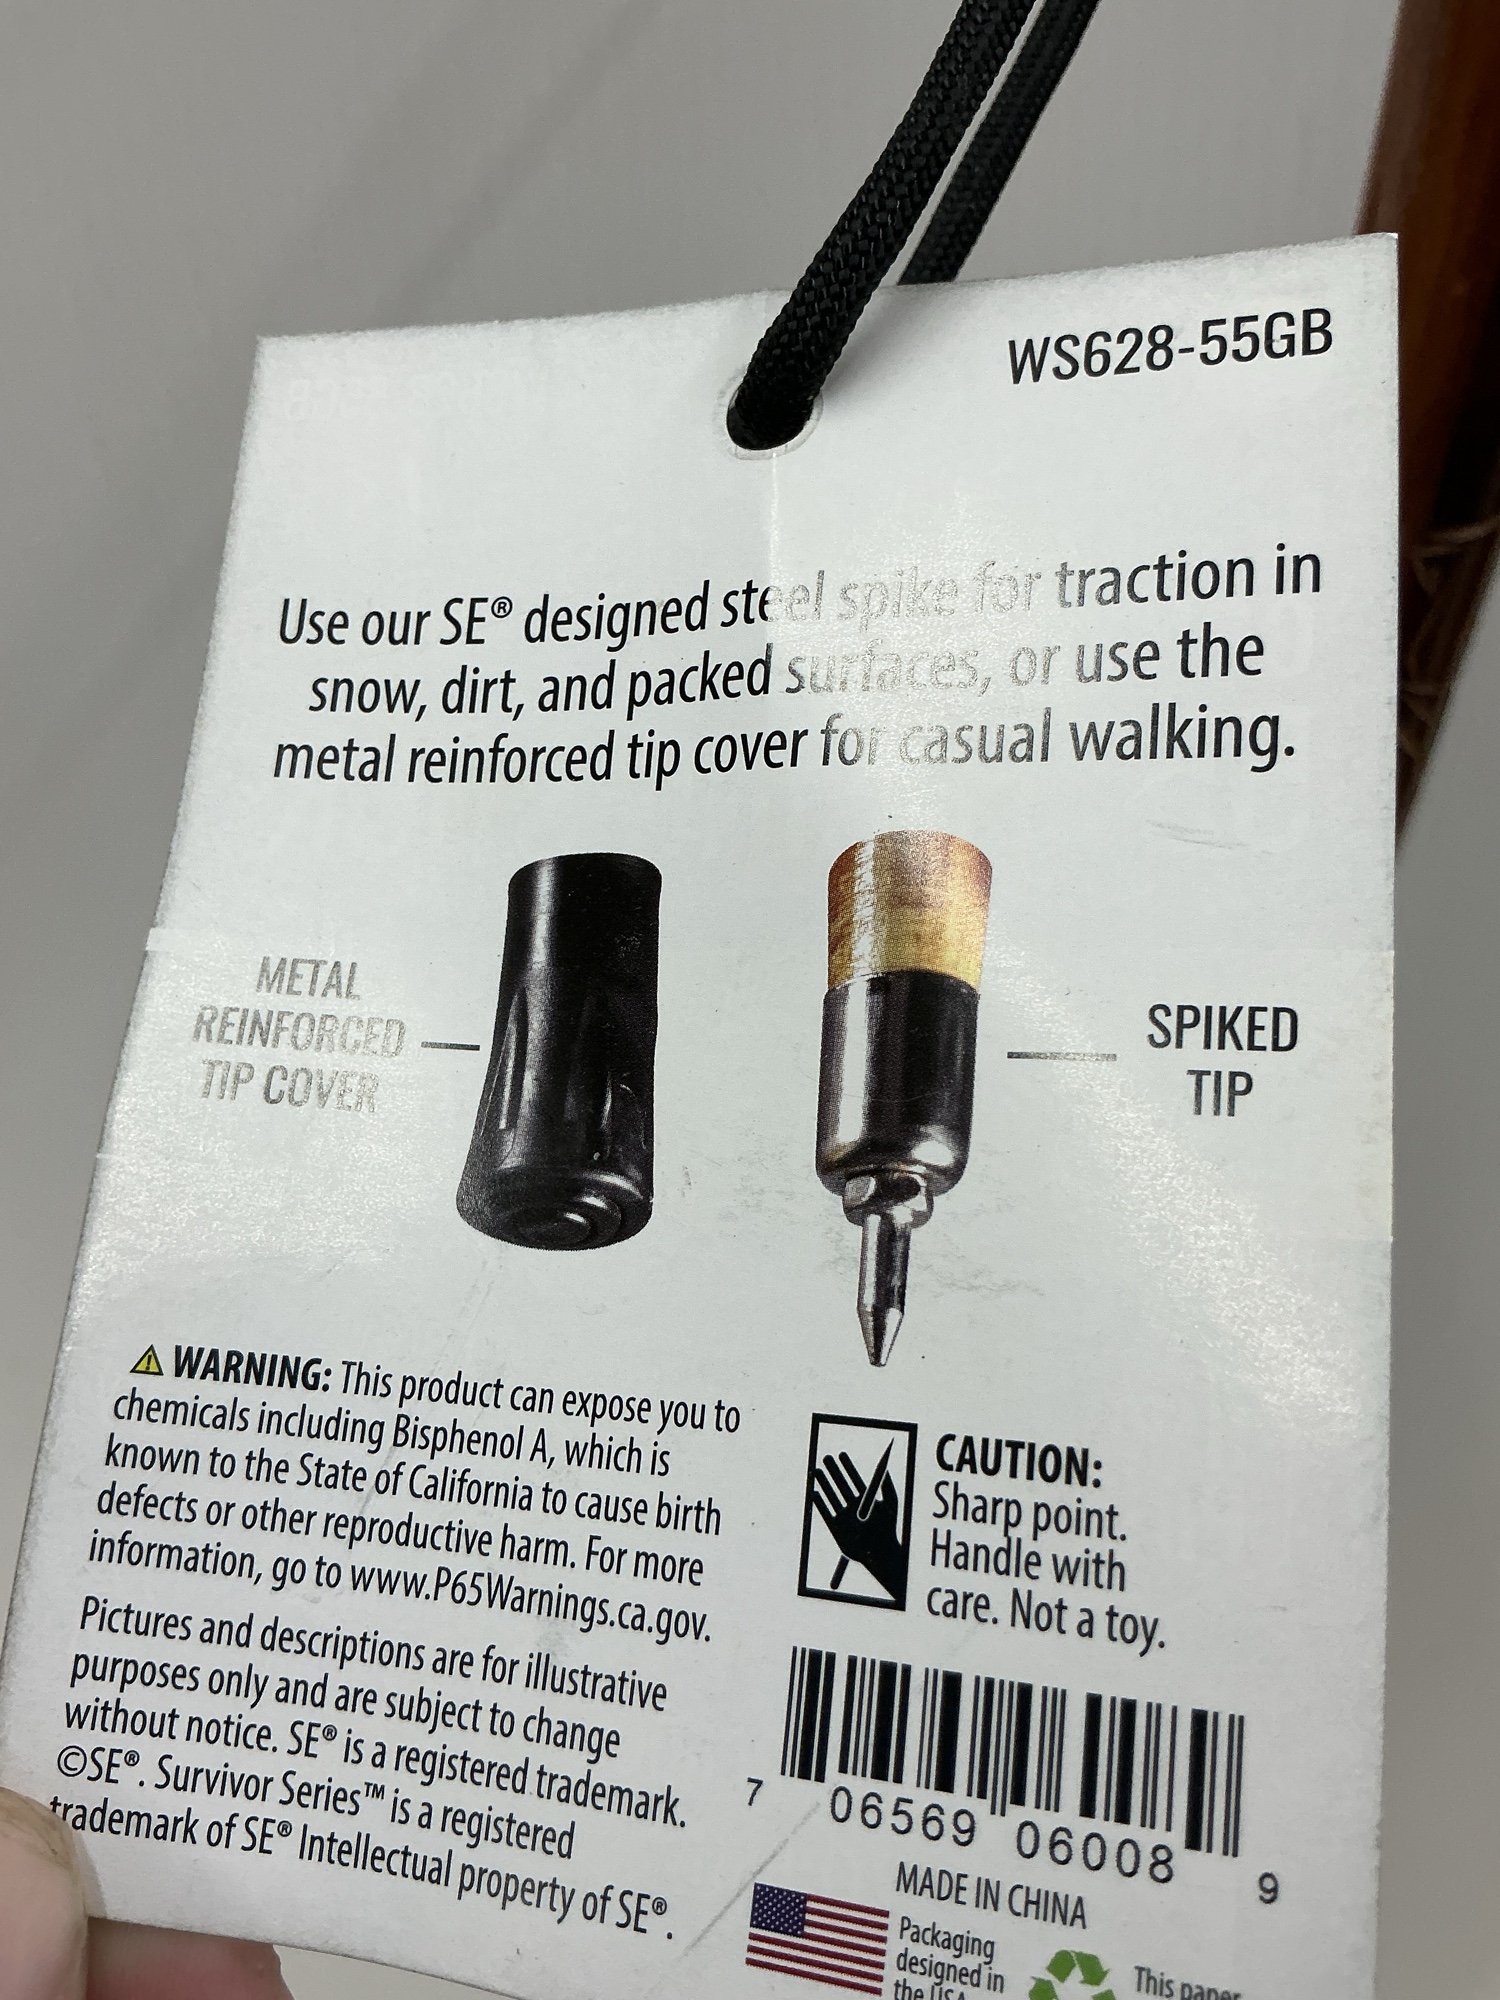 WS628-55GB
Use our SE® designed steel spike for traction in
snow, dirt, and packed surfaces, or use the
metal reinforced tip cover for casual walking.
METAL
REINFORCED
TIP COVER
SPIKED
TIP
WARNING: This product can expose you to
chemicals including Bisphenol A, which is
known to the State of California to cause birth
defects or other reproductive harm. For more
information, go to www.P65Warnings.ca.gov.
Pictures and descriptions are for illustrative
purposes only and are subject to change
without notice. SE® is a registered trademark.
©SE®. Survivor Series™ is a registered
trademark of SE® Intellectual property of SE®.
CAUTION:
Sharp point.
Handle with
care. Not a toy.
7 06569 06008 9
MADE IN CHINA
Packaging
designed in
the USA
This paper